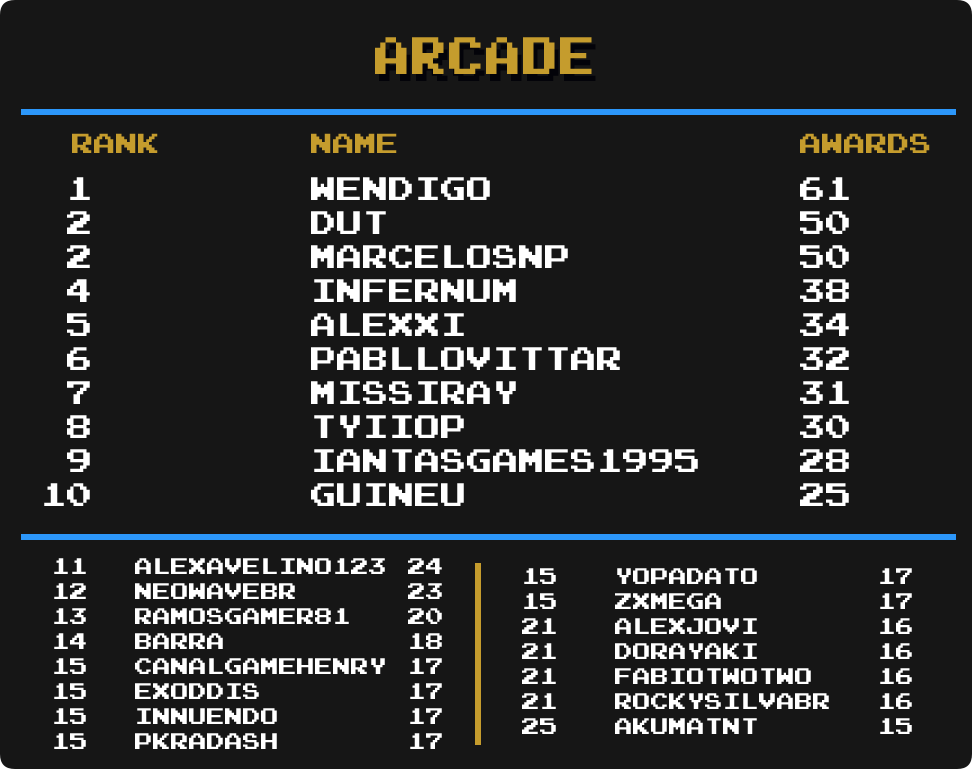 ARCADE
RANK NAME AWARDS
1 WENDIGO 61
2 DUT 50
2 MARCELOSNP 50
4 INFERNUM 38
5 ALEXXI 34
6 PABLLOVITTAR 32
7 MISSIRAY 31
8 TYIIOP 30
9 IANTASGAMES1995 28
10 GUINEU 25
11 ALEXAVELINO123 24
12 NEOWAVEBR 23
13 RAMOSGAMER81 20
14 BARRA 18
15 CANALGAMEHENRY 17
15 EXODDIS 17
15 INNUENDO 17
15 PKRADASH 17
15 YOPADATO 17
15 ZXMEGA 17
21 ALEXJOVI 16
21 DORAYAKI 16
21 FABIOTWOTWO 16
21 ROCKYSILVABR 16
25 AKUMATNT 15